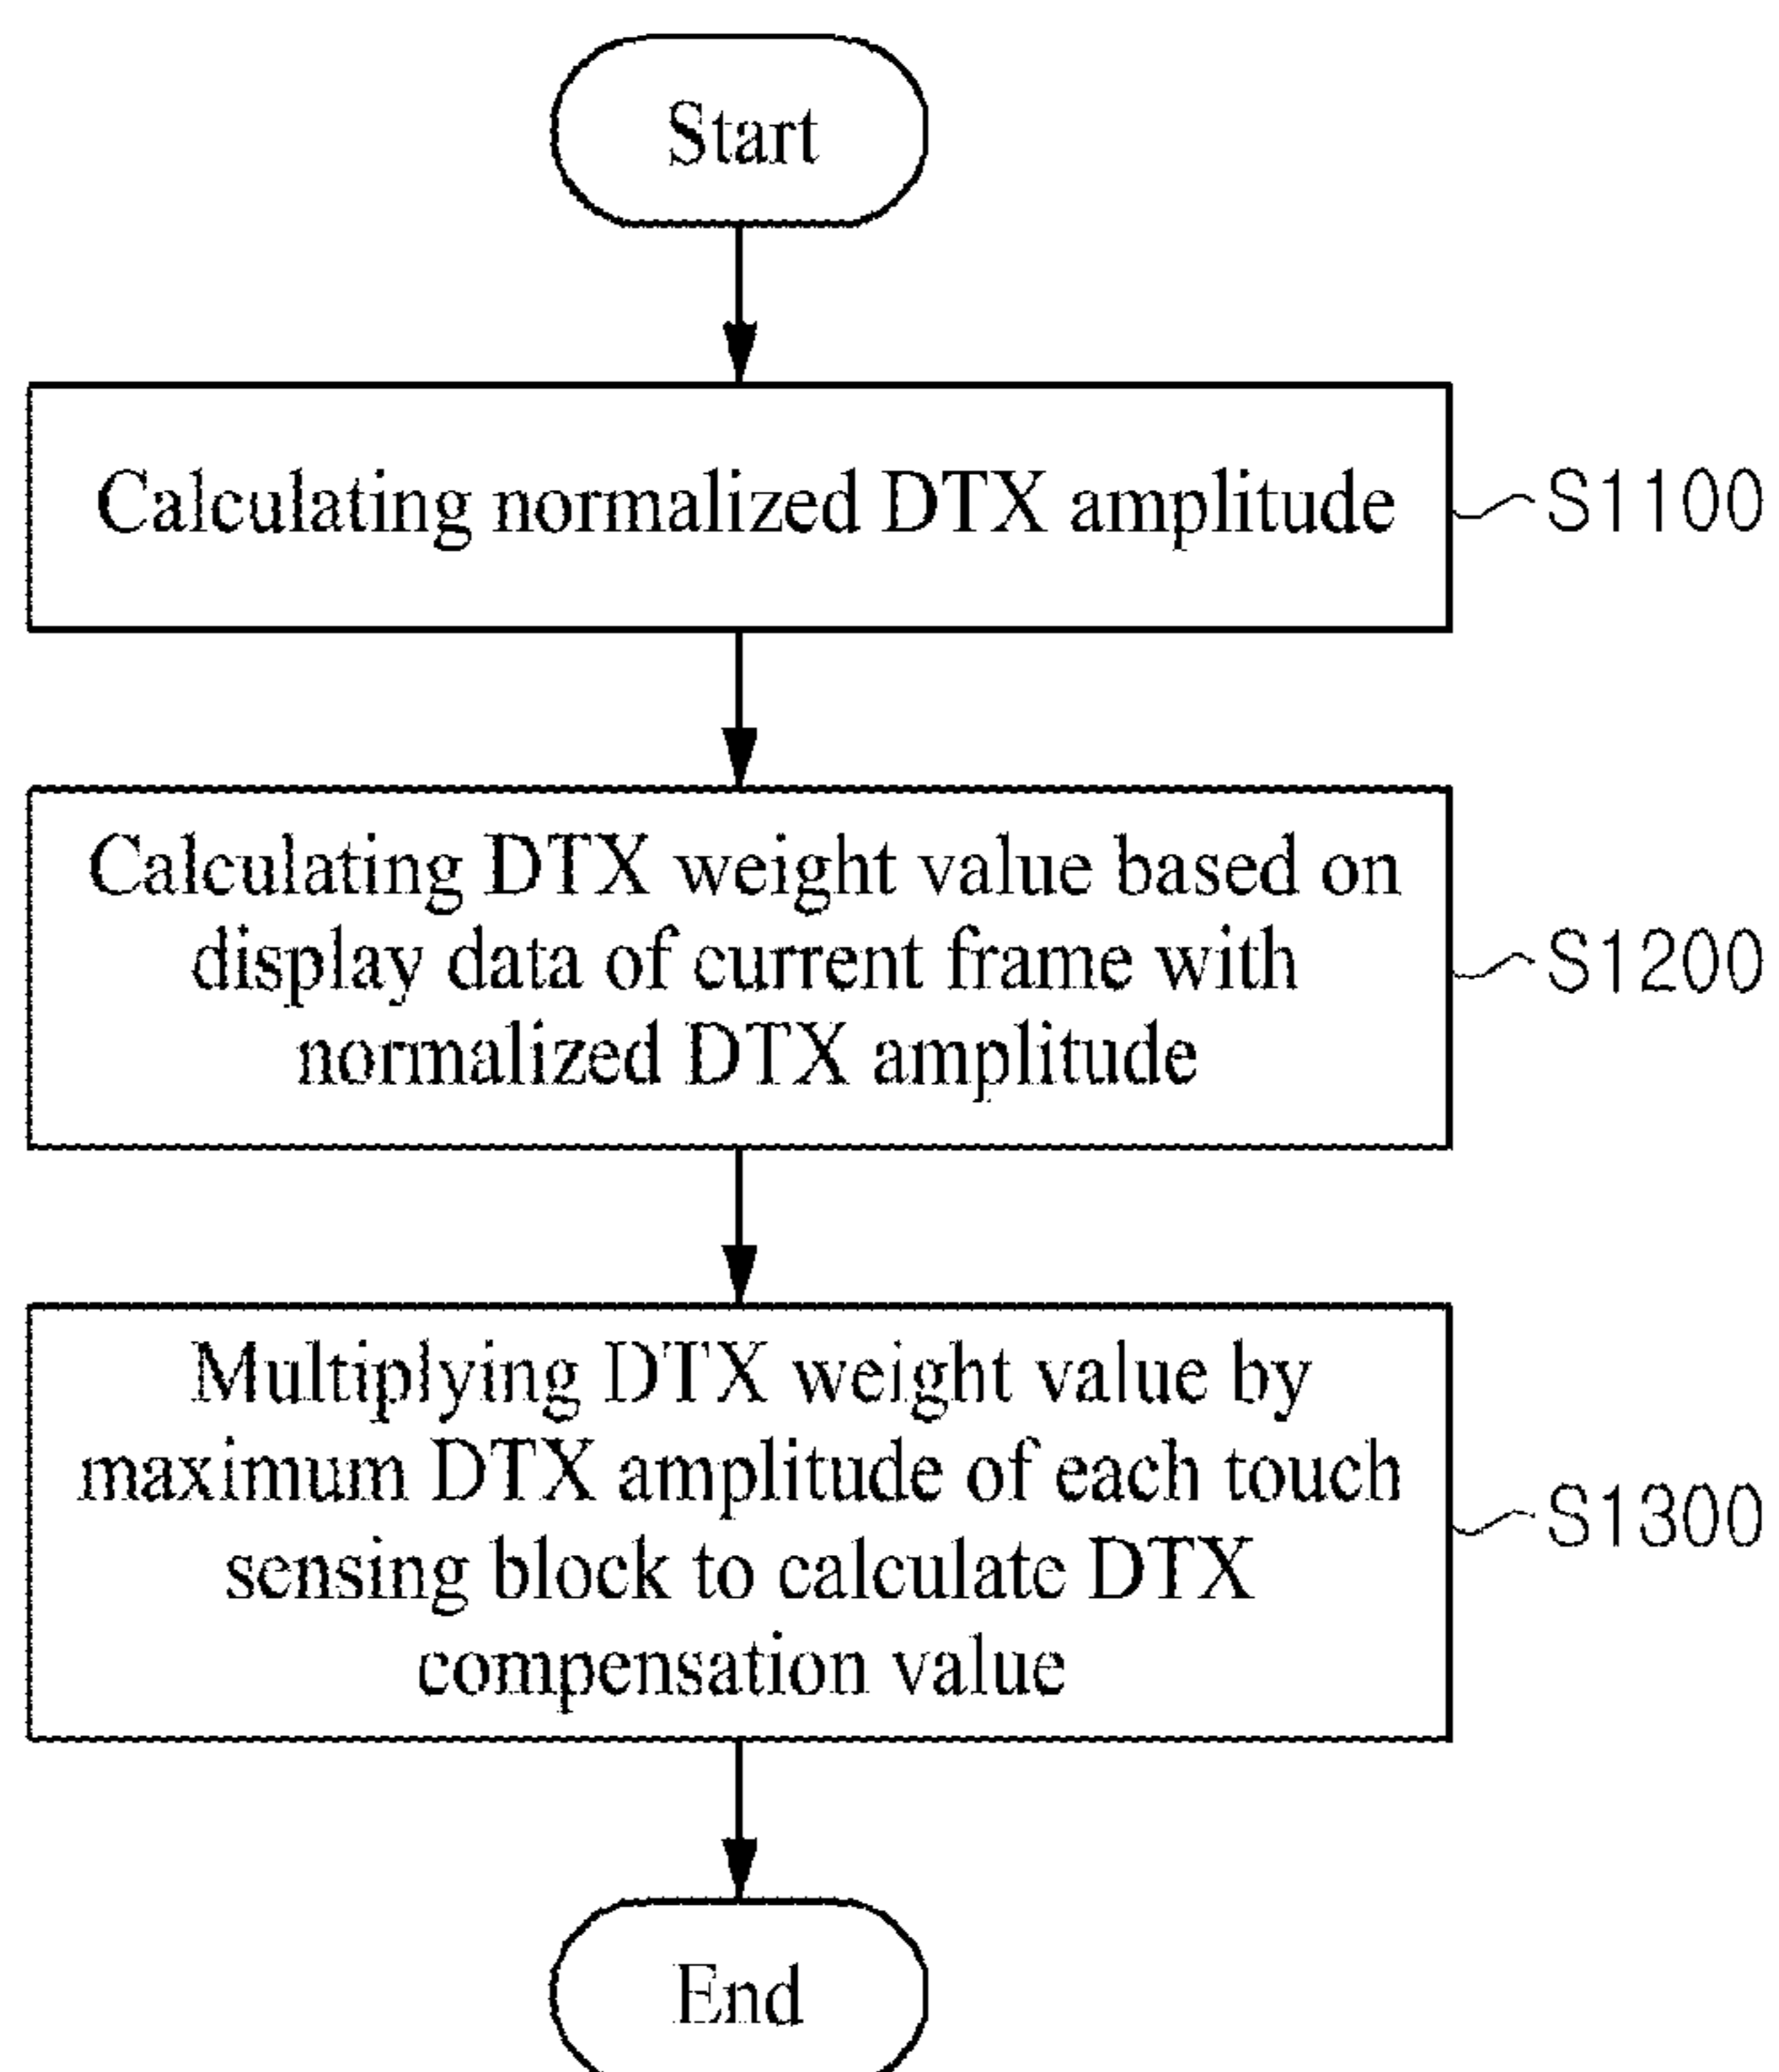 Start
Calculating normalized DTX amplitude
S1100
Calculating DTX weight value based on
display data of current frame with
normalized DTX amplitude
S1200
Multiplying DTX weight value by
maximum DTX amplitude of each touch
sensing block to calculate DTX
compensation value
S1300
End